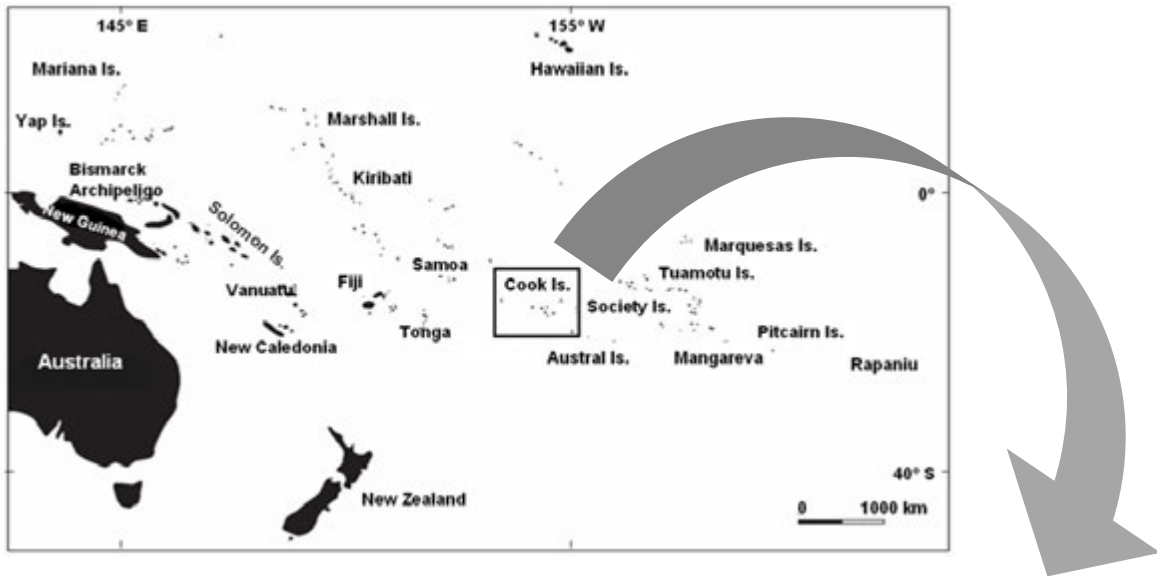 145° E
155° W
Mariana Is.
Hawaiian Is.
Yap Is.
Marshall Is.
Bismarck
Archipeligo
Kiribati
0°
New Guinea
Solomon Is.
Marquesas Is.
Samoa
Tuamotu Is.
Fiji
Cook Is.
Vanuatu
Society Is.
Tonga
Pitcairn Is.
New Caledonia
Austral Is.
Mangareva
Australia
Rapaniu
40° S
New Zealand
0 1000 km